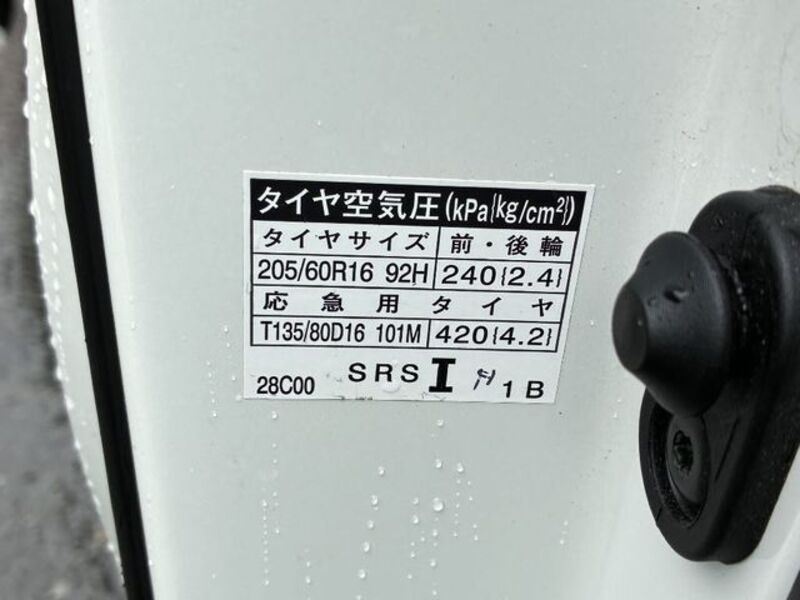 タイヤ空気圧(kPa{kg/cm²})
タイヤサイズ 前・後輪
205/60R16 92H 240{2.4}
応急用タイヤ
T135/80D16 101M 420{4.2}
28C00 SRS I 1B